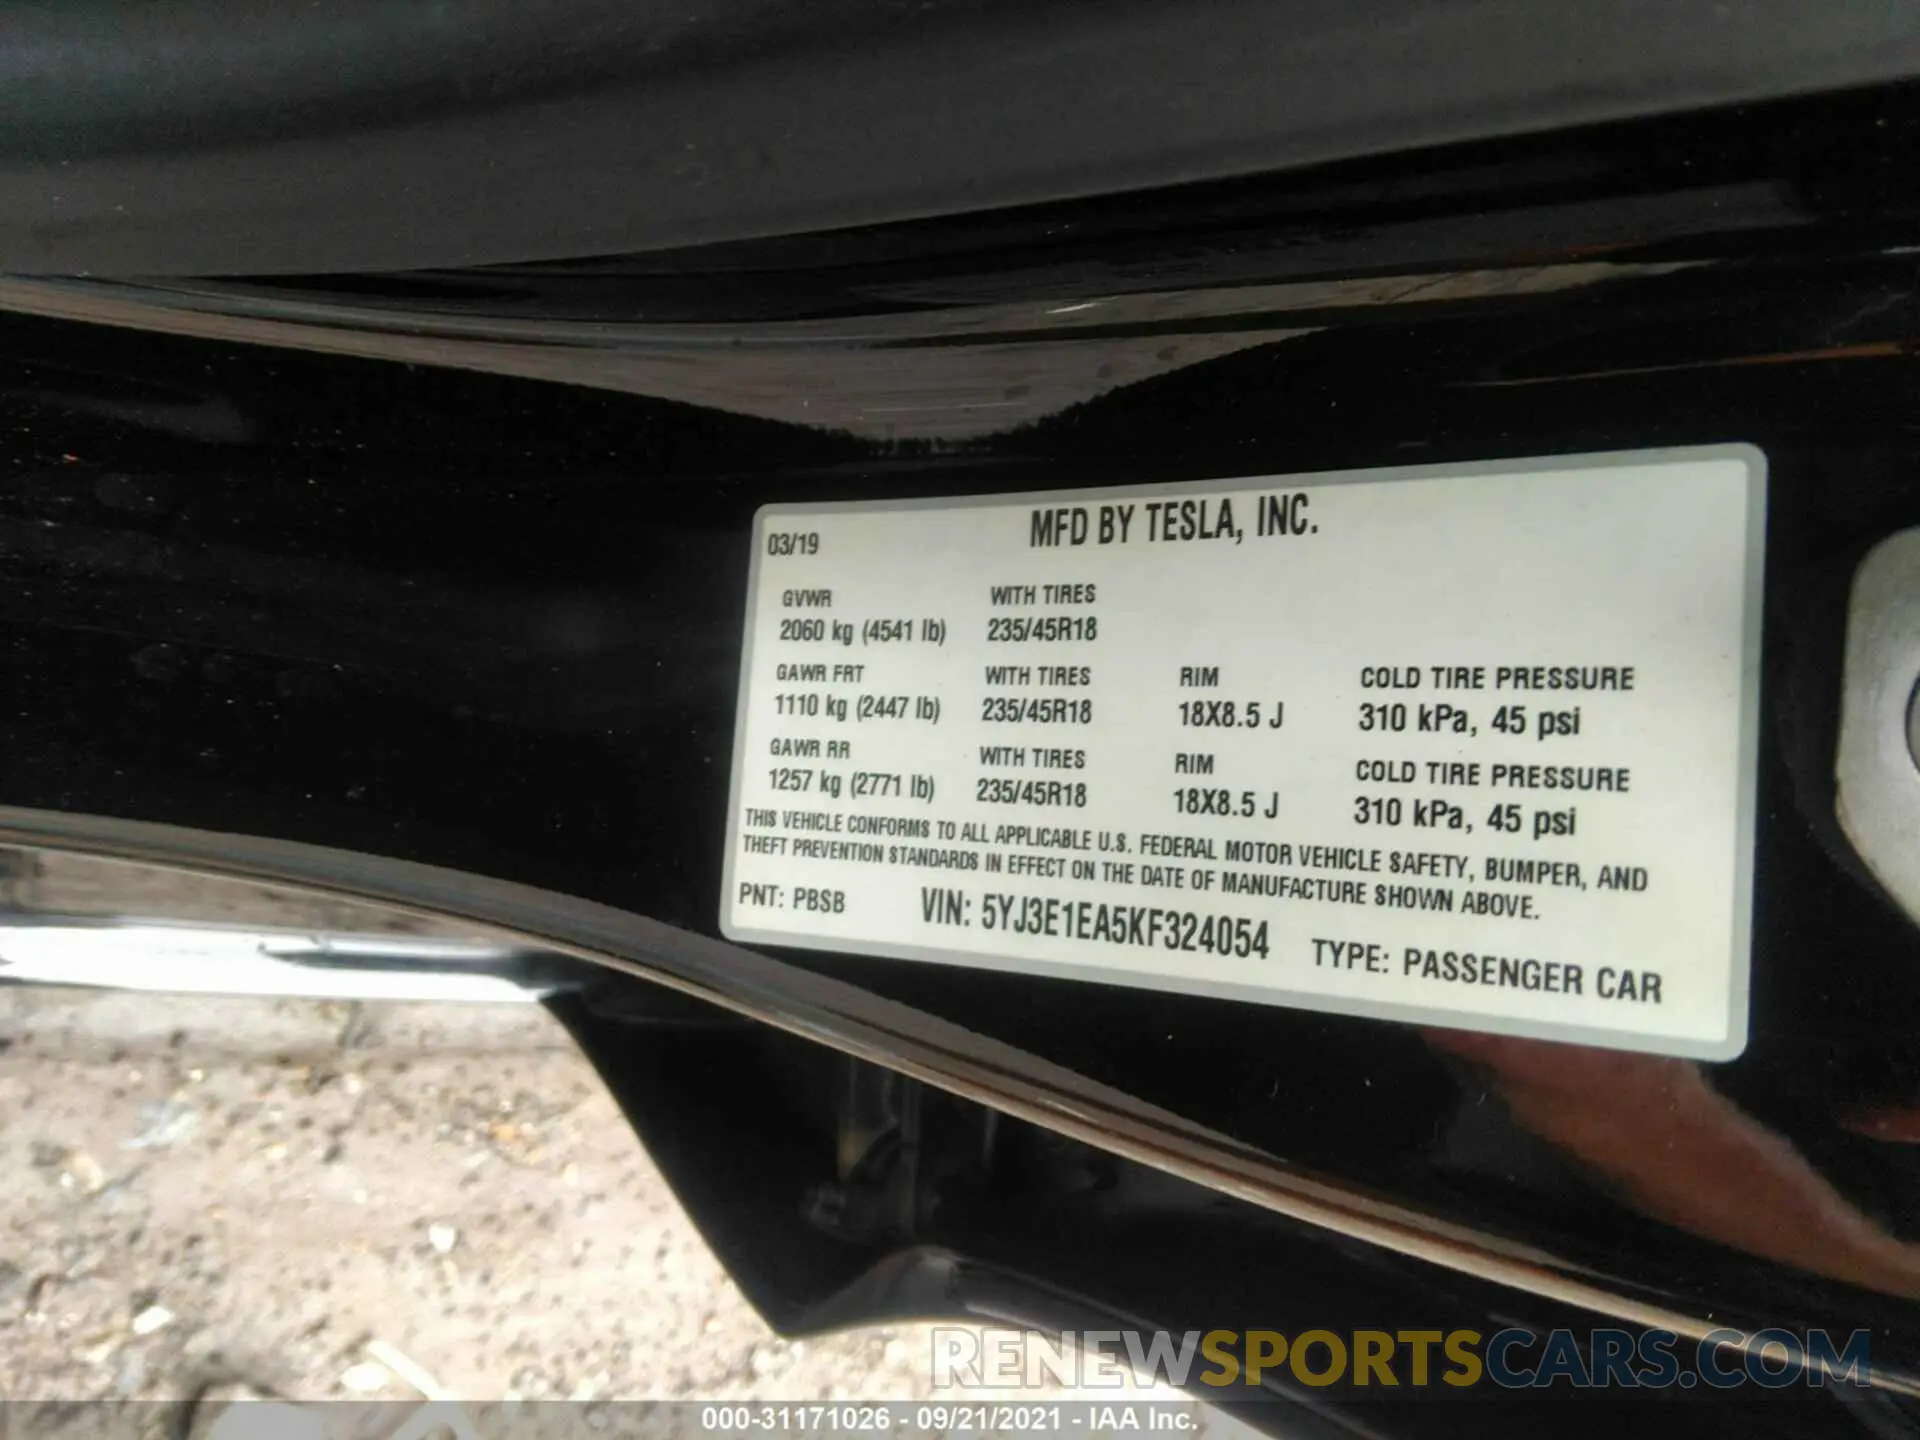 MFD BY TESLA, INC.
03/19
GVWR WITH TIRES
2060 kg (4541 lb) 235/45R18
GAWR FRT WITH TIRES RIM COLD TIRE PRESSURE
1110 kg (2447 lb) 235/45R18 18X8.5 J 310 kPa, 45 psi
GAWR RR WITH TIRES RIM COLD TIRE PRESSURE
1257 kg (2771 lb) 235/45R18 18X8.5 J 310 kPa, 45 psi
THIS VEHICLE CONFORMS TO ALL APPLICABLE U.S. FEDERAL MOTOR VEHICLE SAFETY, BUMPER, AND
THEFT PREVENTION STANDARDS IN EFFECT ON THE DATE OF MANUFACTURE SHOWN ABOVE.
PNT: PBSB VIN: 5YJ3E1EA5KF324054 TYPE: PASSENGER CAR
RENEWSPORTSCARS.COM
000-31171026 - 09/21/2021 - IAA Inc.